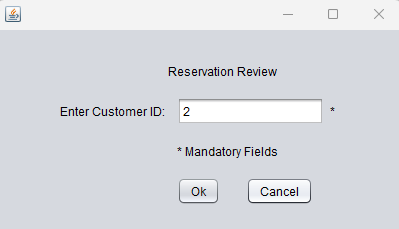 Reservation Review
Enter Customer ID: 2 *
* Mandatory Fields
Ok Cancel